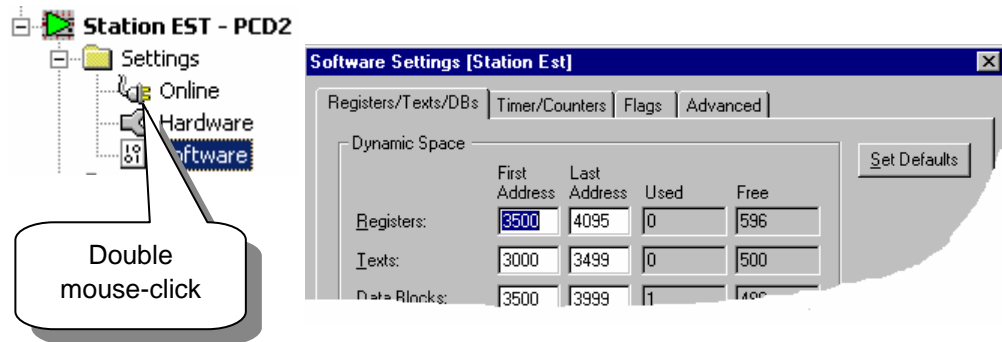 Station EST - PCD2
Settings
Online
Hardware
Software
Double
mouse-click
Software Settings [Station Est]
Registers/Texts/DBs Timer/Counters Flags Advanced
Dynamic Space
Set Defaults
First Last
Address Address Used Free
Registers: 3500 4095 0 596
Texts: 3000 3499 0 500
Data Blocks: 3500 3999 1